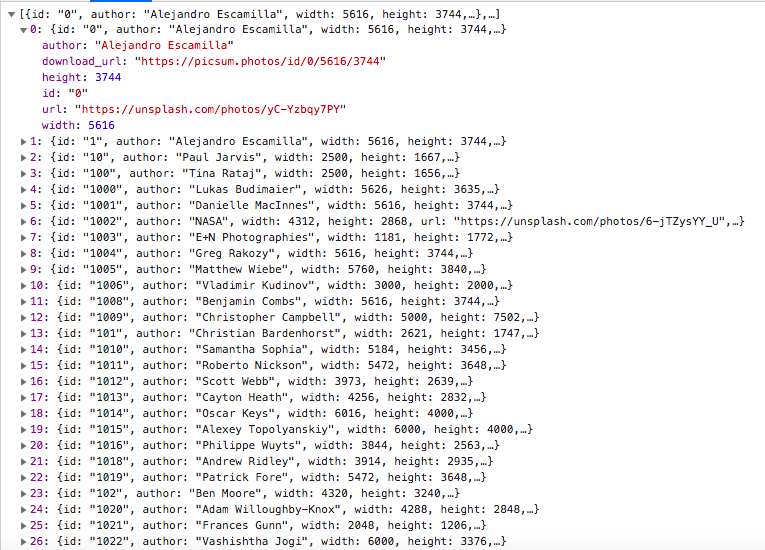 [{id: "0", author: "Alejandro Escamilla", width: 5616, height: 3744,…},…]
0: {id: "0", author: "Alejandro Escamilla", width: 5616, height: 3744,…}
author: "Alejandro Escamilla"
download_url: "https://picsum.photos/id/0/5616/3744"
height: 3744
id: "0"
url: "https://unsplash.com/photos/yC-Yzbqy7PY"
width: 5616
1: {id: "1", author: "Alejandro Escamilla", width: 5616, height: 3744,…}
2: {id: "10", author: "Paul Jarvis", width: 2500, height: 1667,…}
3: {id: "100", author: "Tina Rataj", width: 2500, height: 1656,…}
4: {id: "1000", author: "Lukas Budimaier", width: 5626, height: 3635,…}
5: {id: "1001", author: "Danielle MacInnes", width: 5616, height: 3744,…}
6: {id: "1002", author: "NASA", width: 4312, height: 2868, url: "https://unsplash.com/photos/6-jTZysYY_U",…}
7: {id: "1003", author: "E+N Photographies", width: 1181, height: 1772,…}
8: {id: "1004", author: "Greg Rakozy", width: 5616, height: 3744,…}
9: {id: "1005", author: "Matthew Wiebe", width: 5760, height: 3840,…}
10: {id: "1006", author: "Vladimir Kudinov", width: 3000, height: 2000,…}
11: {id: "1008", author: "Benjamin Combs", width: 5616, height: 3744,…}
12: {id: "1009", author: "Christopher Campbell", width: 5000, height: 7502,…}
13: {id: "101", author: "Christian Bardenhorst", width: 2621, height: 1747,…}
14: {id: "1010", author: "Samantha Sophia", width: 5184, height: 3456,…}
15: {id: "1011", author: "Roberto Nickson", width: 5472, height: 3648,…}
16: {id: "1012", author: "Scott Webb", width: 3973, height: 2639,…}
17: {id: "1013", author: "Cayton Heath", width: 4256, height: 2832,…}
18: {id: "1014", author: "Oscar Keys", width: 6016, height: 4000,…}
19: {id: "1015", author: "Alexey Topolyanskiy", width: 6000, height: 4000,…}
20: {id: "1016", author: "Philippe Wuyts", width: 3844, height: 2563,…}
21: {id: "1018", author: "Andrew Ridley", width: 3914, height: 2935,…}
22: {id: "1019", author: "Patrick Fore", width: 5472, height: 3648,…}
23: {id: "102", author: "Ben Moore", width: 4320, height: 3240,…}
24: {id: "1020", author: "Adam Willoughby-Knox", width: 4288, height: 2848,…}
25: {id: "1021", author: "Frances Gunn", width: 2048, height: 1206,…}
26: {id: "1022", author: "Vashishtha Jogi", width: 6000, height: 3376,…}